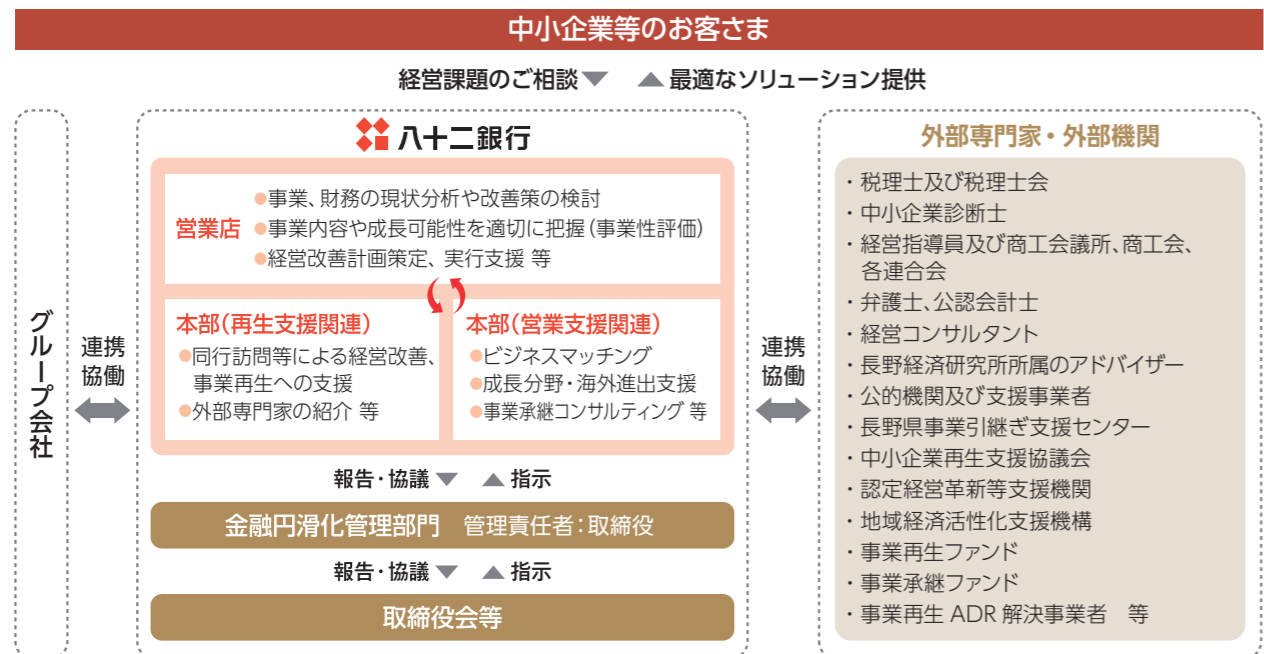 中小企業等のお客さま
経営課題のご相談▼ ▲最適なソリューション提供
グループ会社
連携
協働
八十二銀行
営業店
●事業、財務の現状分析や改善策の検討
●事業内容や成長可能性を適切に把握(事業性評価)
●経営改善計画策定、実行支援 等
本部(再生支援関連)
●同行訪問等による経営改善、
事業再生への支援
●外部専門家の紹介 等
本部(営業支援関連)
●ビジネスマッチング
●成長分野・海外進出支援
●事業承継コンサルティング 等
報告・協議▼ ▲指示
金融円滑化管理部門 管理責任者:取締役
報告・協議▼ ▲指示
取締役会等
連携
協働
外部専門家・外部機関
・税理士及び税理士会
・中小企業診断士
・経営指導員及び商工会議所、商工会、
各連合会
・弁護士、公認会計士
・経営コンサルタント
・長野経済研究所所属のアドバイザー
・公的機関及び支援事業者
・長野県事業引継ぎ支援センター
・中小企業再生支援協議会
・認定経営革新等支援機関
・地域経済活性化支援機構
・事業再生ファンド
・事業承継ファンド
・事業再生 ADR 解決事業者 等